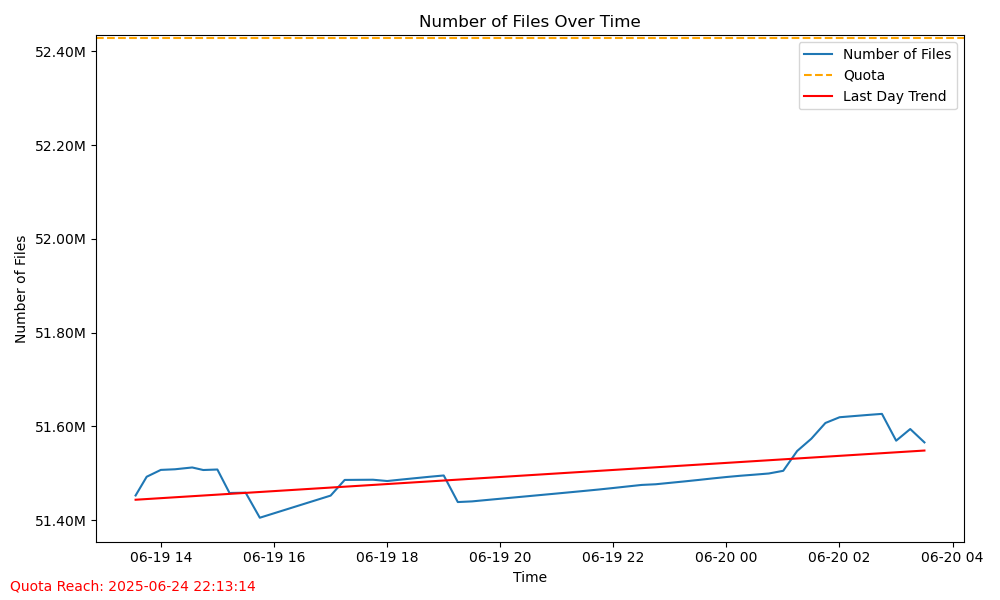 Number of Files Over Time
Number of Files
Quota
Last Day Trend
52.40M
52.20M
52.00M
51.80M
51.60M
51.40M
Number of Files
06-19 14
06-19 16
06-19 18
06-19 20
06-19 22
06-20 00
06-20 02
06-20 04
Time
Quota Reach: 2025-06-24 22:13:14